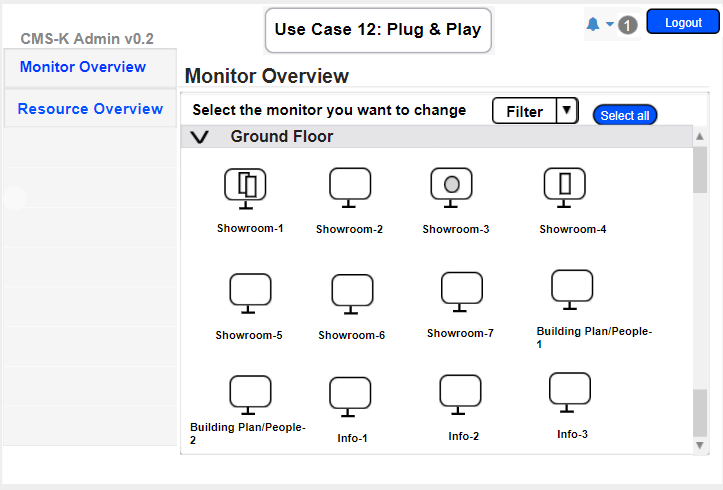 Use Case 12: Plug & Play
1
Logout
CMS-K Admin v0.2
Monitor Overview
Resource Overview
Monitor Overview
Select the monitor you want to change
Filter
Select all
Ground Floor
Showroom-1
Showroom-2
Showroom-3
Showroom-4
Showroom-5
Showroom-6
Showroom-7
Building Plan/People-
1
Building Plan/People-
2
Info-1
Info-2
Info-3